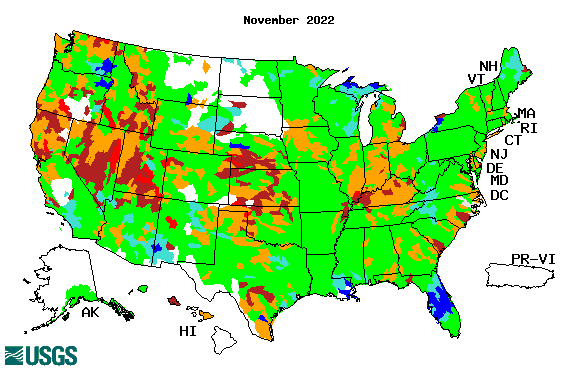 November 2022
NH
VT
MA
RI
CT
NJ
DE
MD
DC
PR-VI
AK
HI
USGS